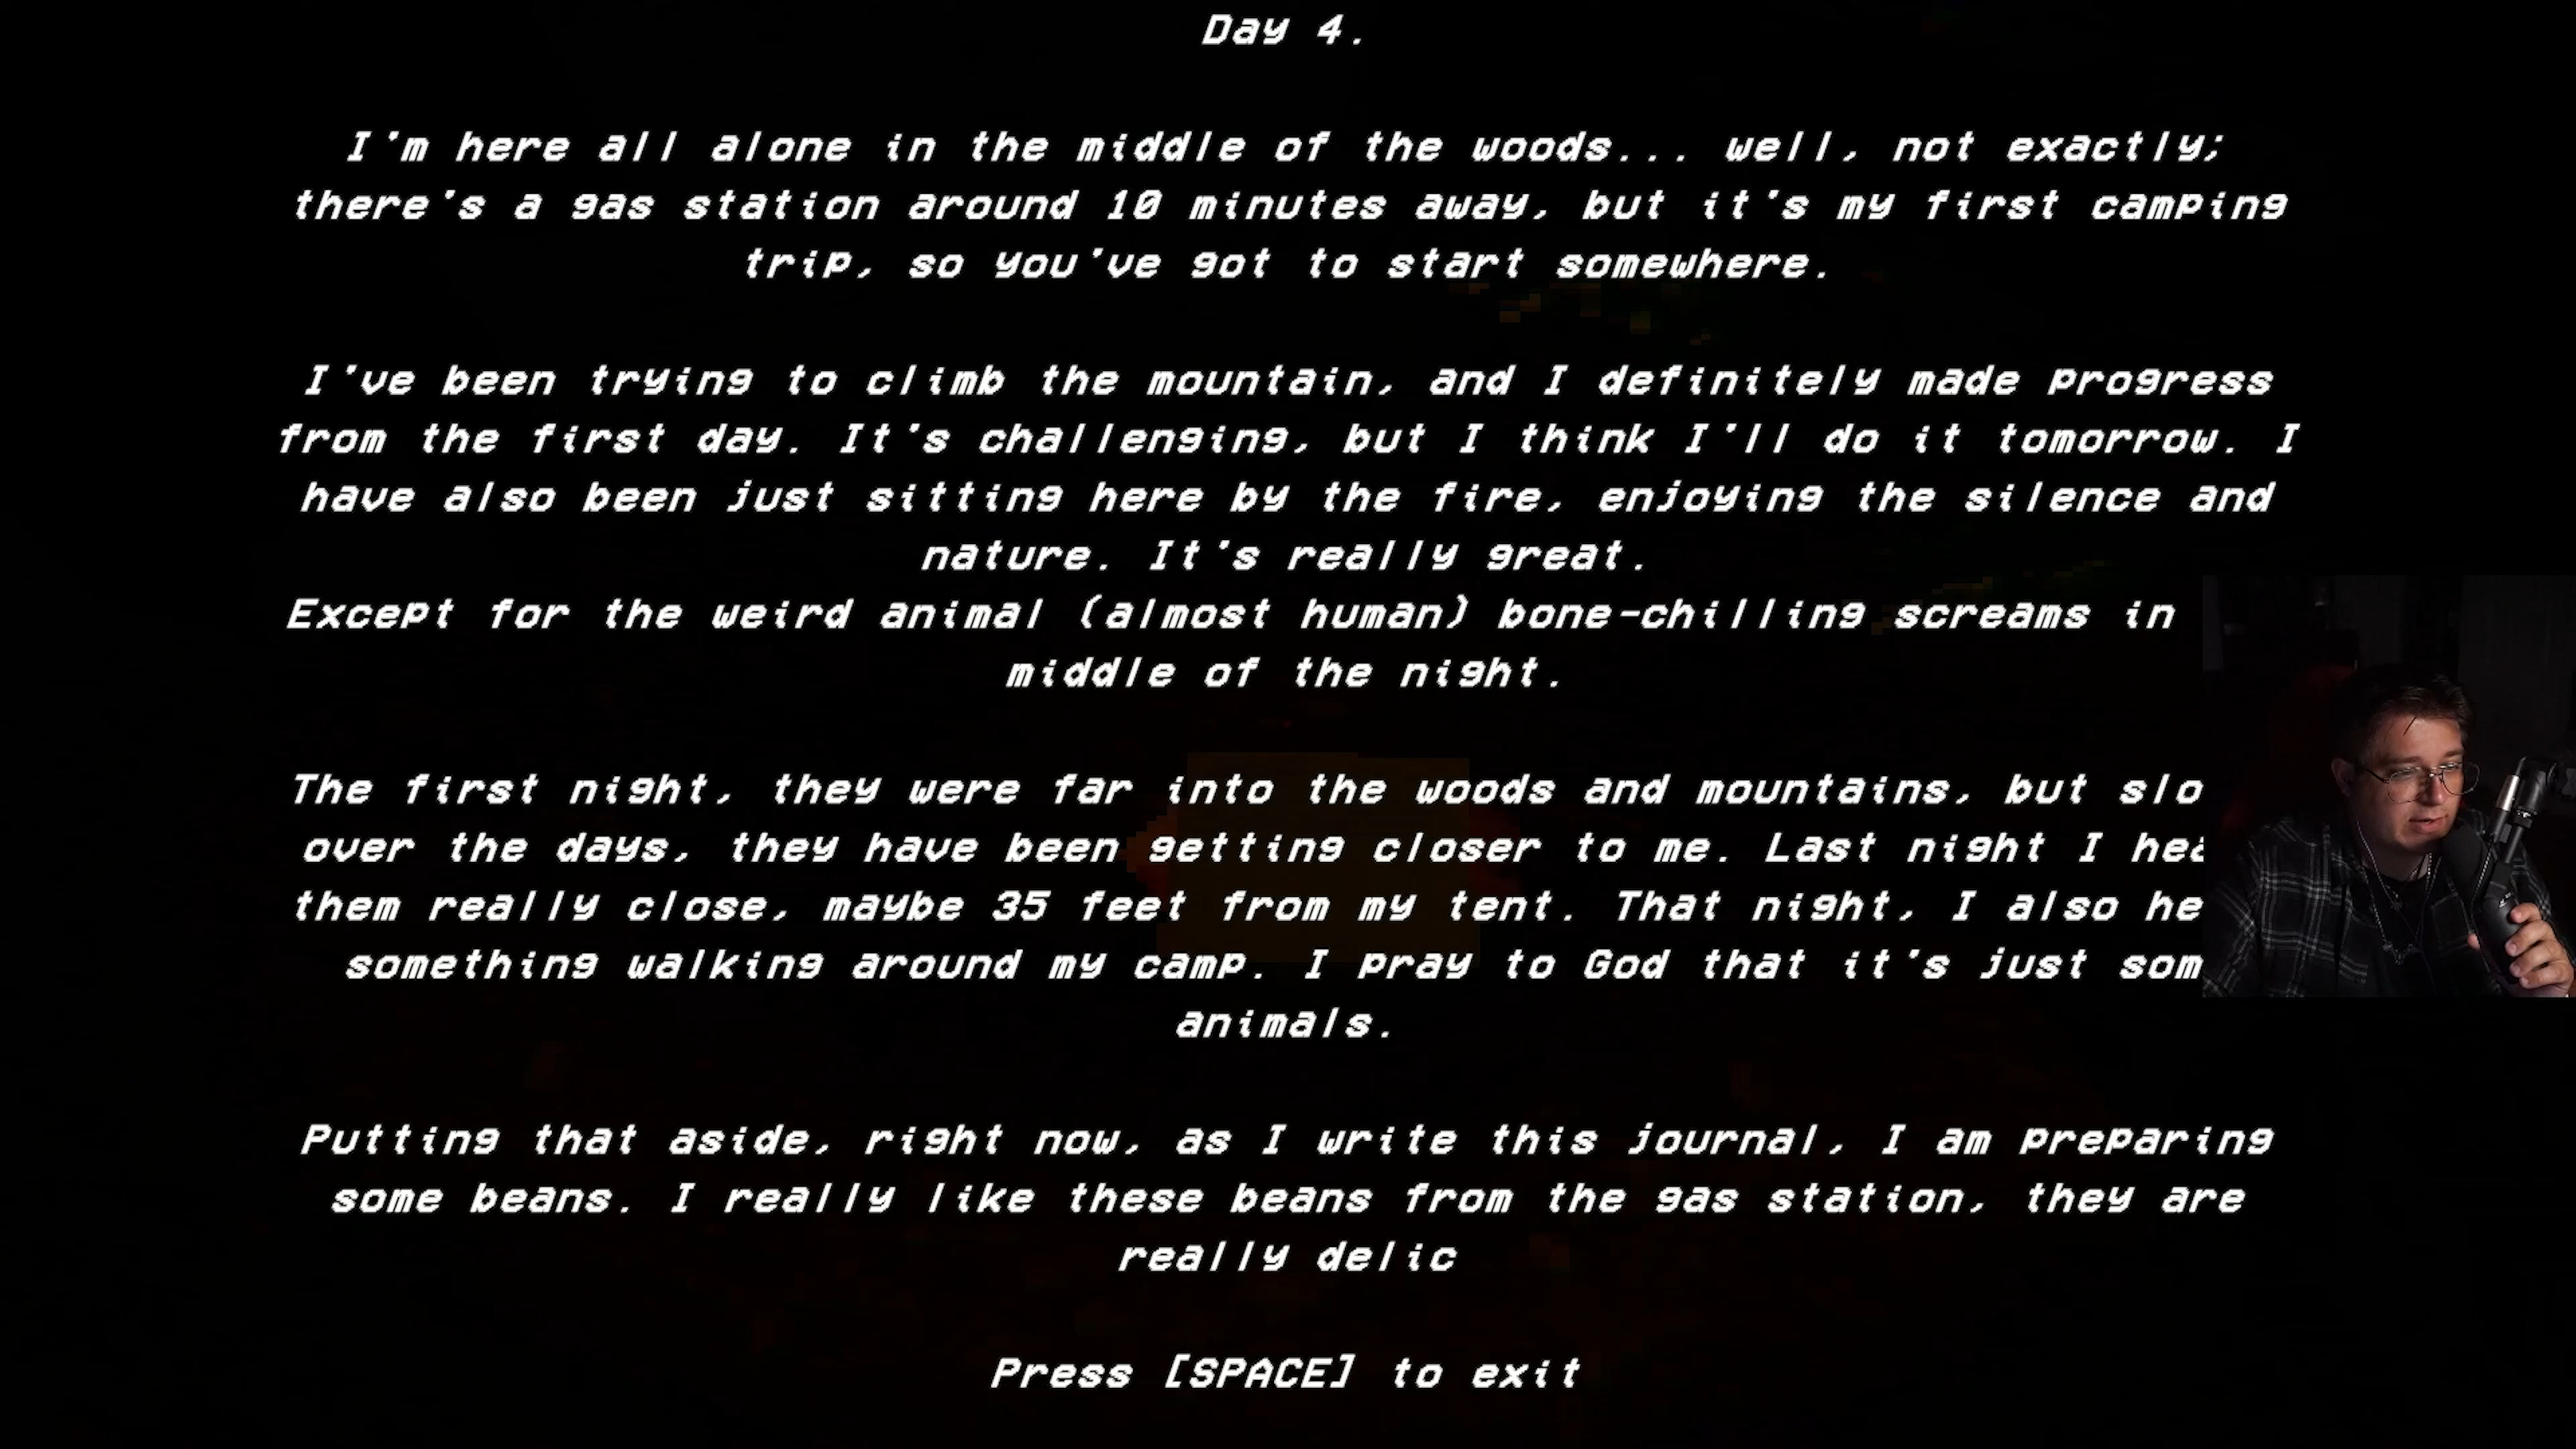 Day 4.
I'm here all alone in the middle of the woods... well, not exactly;
there's a gas station around 10 minutes away, but it's my first camping
trip, so you've got to start somewhere.
I've been trying to climb the mountain, and I definitely made progress
from the first day. It's challenging, but I think I'll do it tomorrow. I
have also been just sitting here by the fire, enjoying the silence and
nature. It's really great.
Except for the weird animal (almost human) bone-chilling screams in
middle of the night.
The first night, they were far into the woods and mountains, but slo
over the days, they have been getting closer to me. Last night I hea
them really close, maybe 35 feet from my tent. That night, I also he
something walking around my camp. I pray to God that it's just som
animals.
Putting that aside, right now, as I write this journal, I am preparing
some beans. I really like these beans from the gas station, they are
really delic
Press [SPACE] to exit